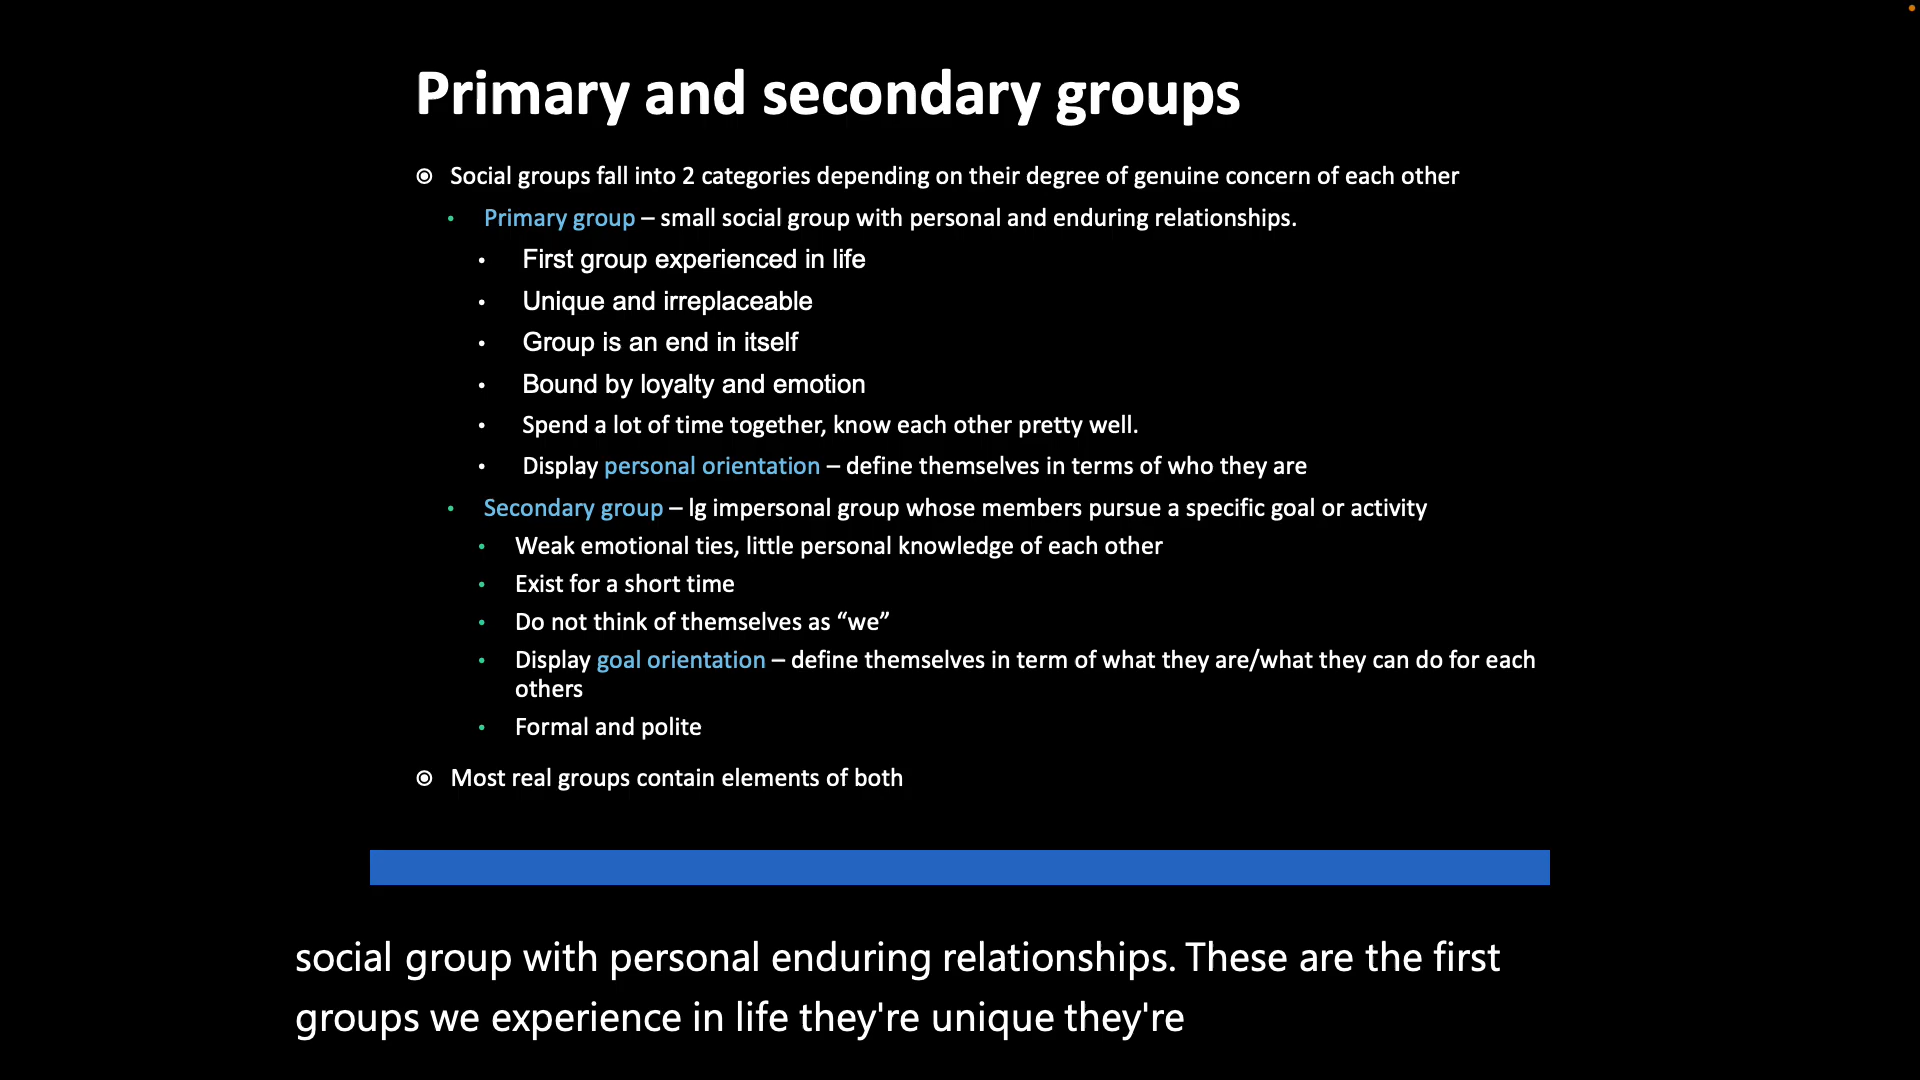 Primary and secondary groups
Social groups fall into 2 categories depending on their degree of genuine concern of each other
Primary group – small social group with personal and enduring relationships.
First group experienced in life
Unique and irreplaceable
Group is an end in itself
Bound by loyalty and emotion
Spend a lot of time together, know each other pretty well.
Display personal orientation – define themselves in terms of who they are
Secondary group – lg impersonal group whose members pursue a specific goal or activity
Weak emotional ties, little personal knowledge of each other
Exist for a short time
Do not think of themselves as “we”
Display goal orientation – define themselves in term of what they are/what they can do for each
others
Formal and polite
Most real groups contain elements of both
social group with personal enduring relationships. These are the first
groups we experience in life they're unique they're